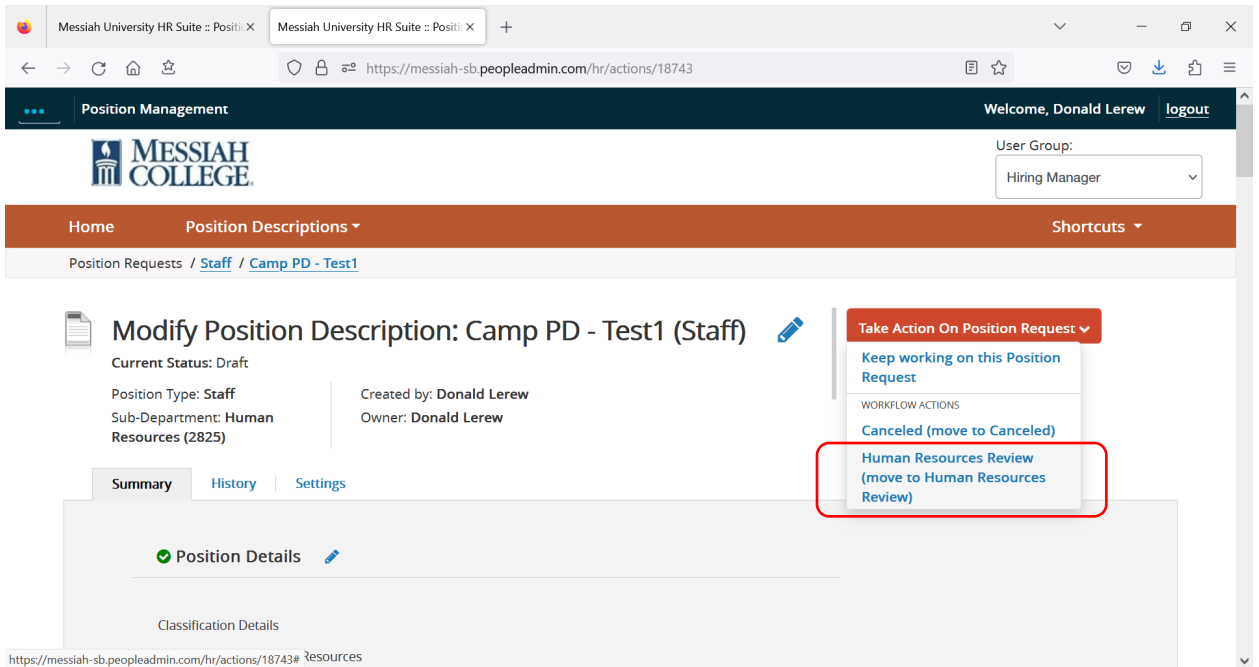 Messiah University HR Suite :: Positic
Messiah University HR Suite :: Positic
https://messiah-sb.peopleadmin.com/hr/actions/18743
Position Management
Welcome, Donald Lerew
logout
MESSIAH
COLLEGE
User Group:
Hiring Manager
Home
Position Descriptions
Shortcuts
Position Requests / Staff / Camp PD - Test1
Modify Position Description: Camp PD - Test1 (Staff)
Take Action On Position Request
Current Status: Draft
Keep working on this Position
Request
Position Type: Staff
Created by: Donald Lerew
WORKFLOW ACTIONS
Sub-Department: Human
Resources (2825)
Owner: Donald Lerew
Canceled (move to Canceled)
Human Resources Review
(move to Human Resources
Review)
Summary
History
Settings
Position Details
Classification Details
https://messiah-sb.peopleadmin.com/hr/actions/18743#
Resources